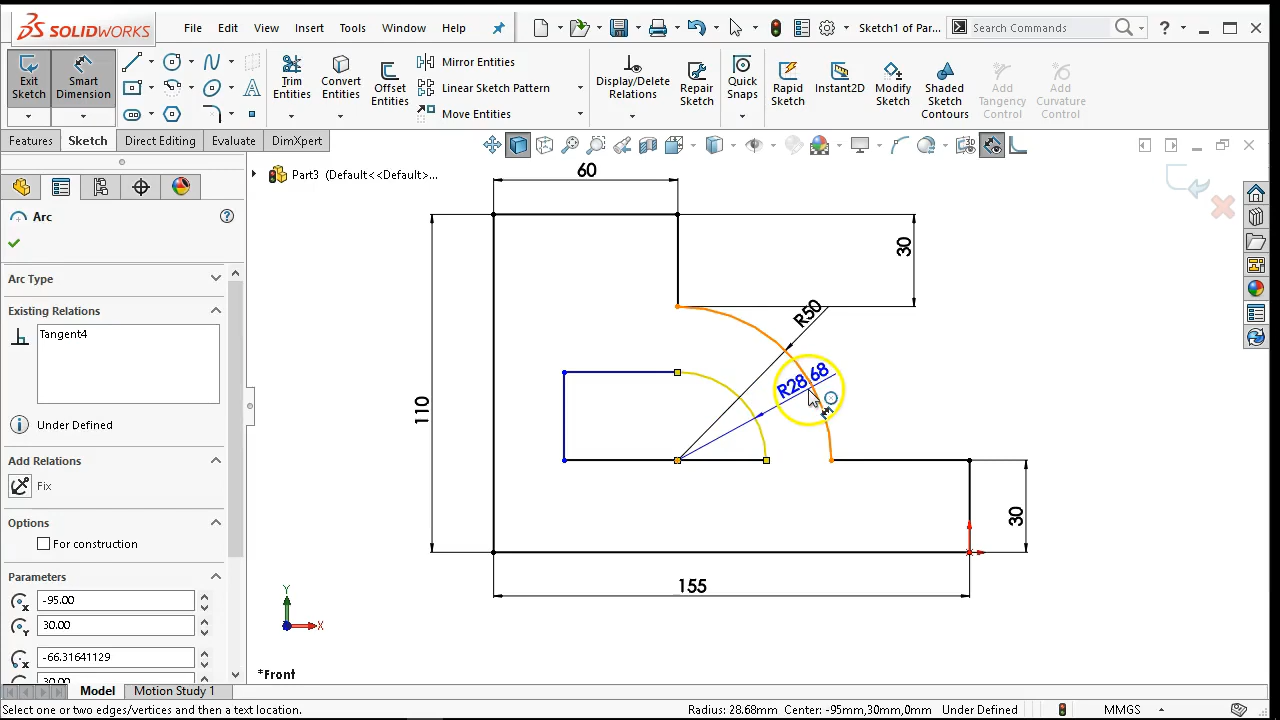 SOLIDWORKS File Edit View Insert Tools Window Help Sketch1 of Par... Search Commands ?
Exit Sketch
Smart Dimension
Trim Entities
Convert Entities
Offset Entities
Mirror Entities
Linear Sketch Pattern
Move Entities
Display/Delete Relations
Repair Sketch
Quick Snaps
Rapid Sketch
Instant2D
Modify Sketch
Shaded Sketch Contours
Add Tangency Control
Add Curvature Control
Features Sketch Direct Editing Evaluate DimXpert
Part3 (Default<<Default>...
Arc
Arc Type
Existing Relations
Tangent4
Under Defined
Add Relations
Fix
Options
For construction
Parameters
-95.00
30.00
-66.31641129
30.00
60
30
R50
R28.68
110
30
155
Y
X
*Front
Model Motion Study 1
Select one or two edges/vertices and then a text location. Radius: 28.68mm Center: -95mm,30mm,0mm Under Defined MMGS